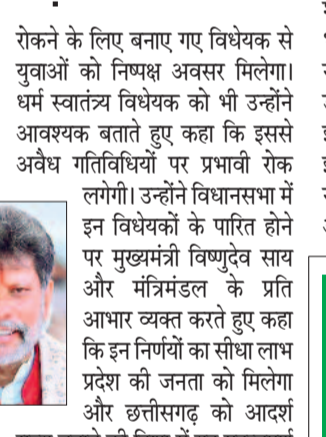 रोकने के लिए बनाए गए विधेयक से
युवाओं को निष्पक्ष अवसर मिलेगा।
धर्म स्वातंत्र्य विधेयक को भी उन्होंने
आवश्यक बताते हुए कहा कि इससे
अवैध गतिविधियों पर प्रभावी रोक
लगेगी। उन्होंने विधानसभा में
इन विधेयकों के पारित होने
पर मुख्यमंत्री विष्णुदेव साय
और मंत्रिमंडल के प्रति
आभार व्यक्त करते हुए कहा
कि इन निर्णयों का सीधा लाभ
प्रदेश की जनता को मिलेगा
और छत्तीसगढ़ को आदर्श